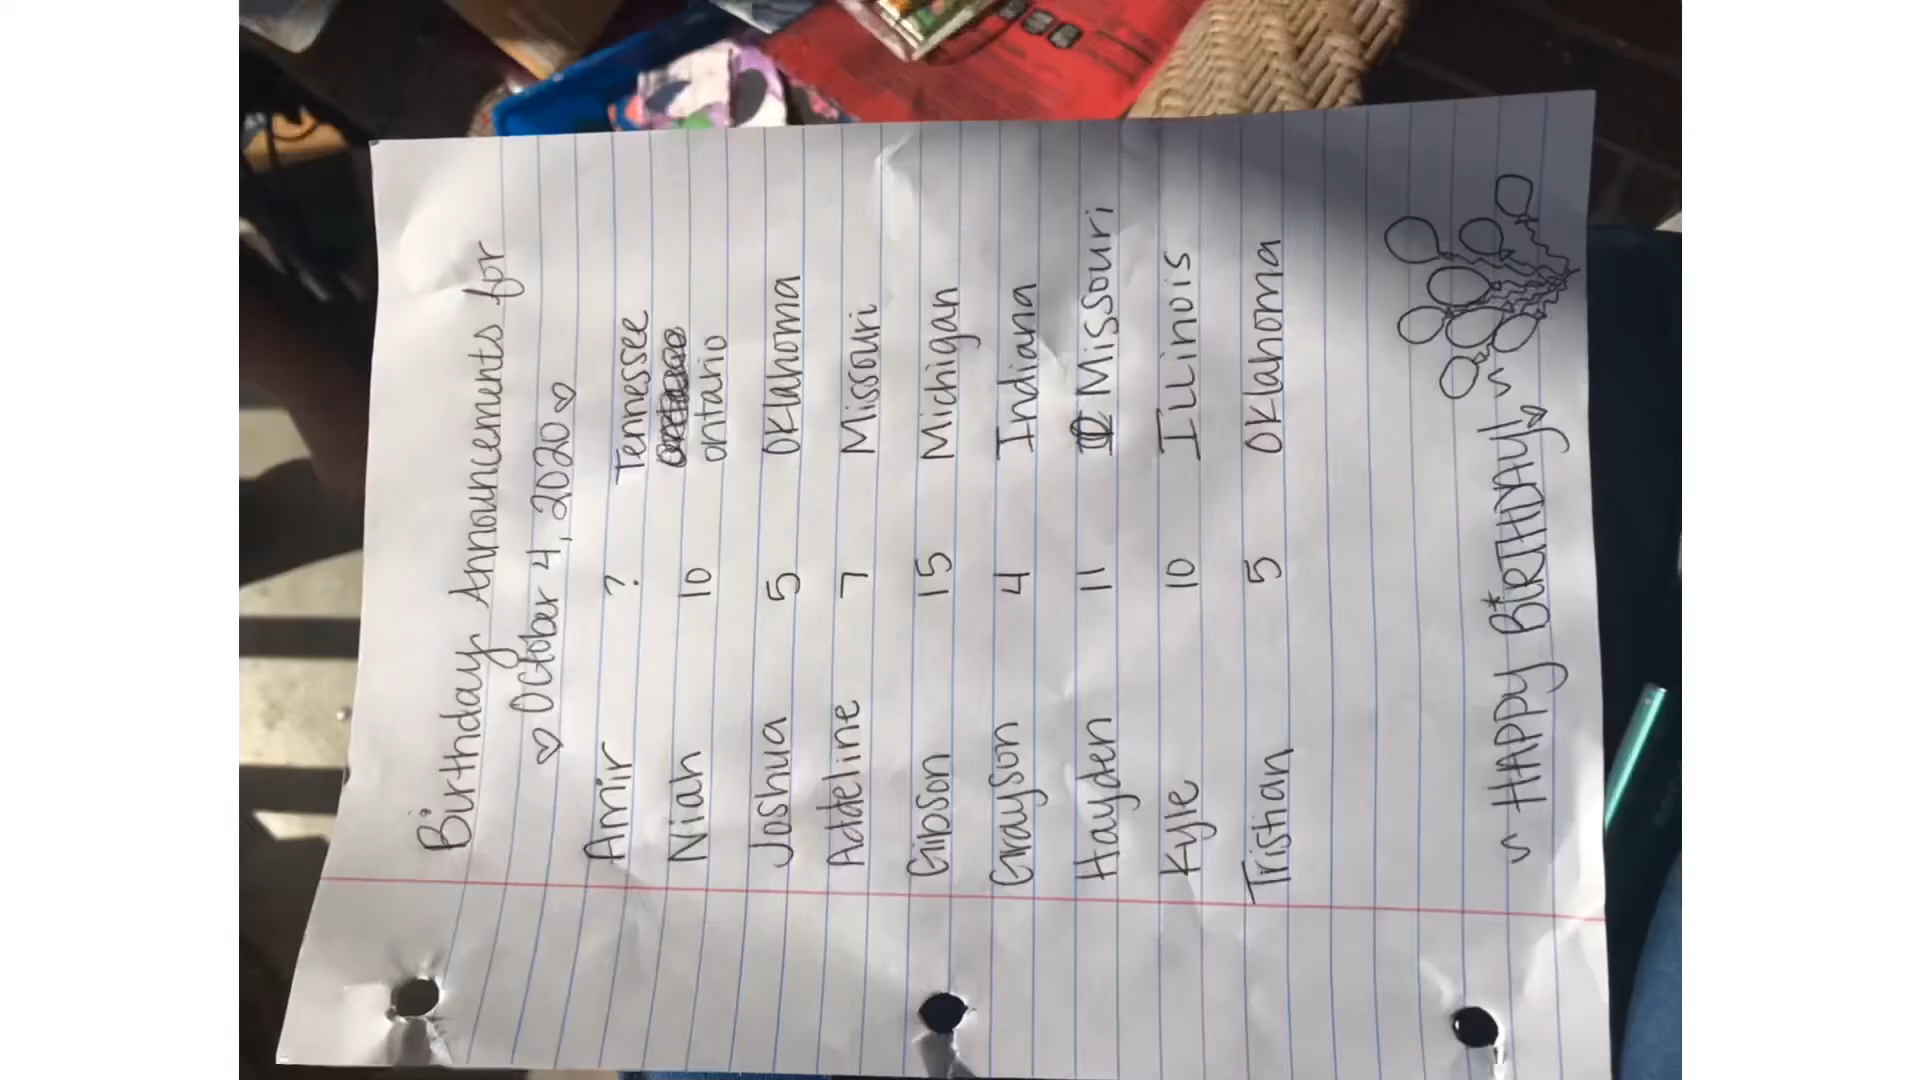 Birthday Announcements for
♡ October 4, 2020 ♡
Amir ? Tennessee
Niah 10 ontario
Joshua 5 Oklahoma
Addeline 7 Missouri
Gibson 15 Michigan
Grayson 4 Indiana
Hayden 11 Missouri
Kyle 10 ILLinois
Tristian 5 Oklahoma
~ HAPPY BiRTHDAY! ~